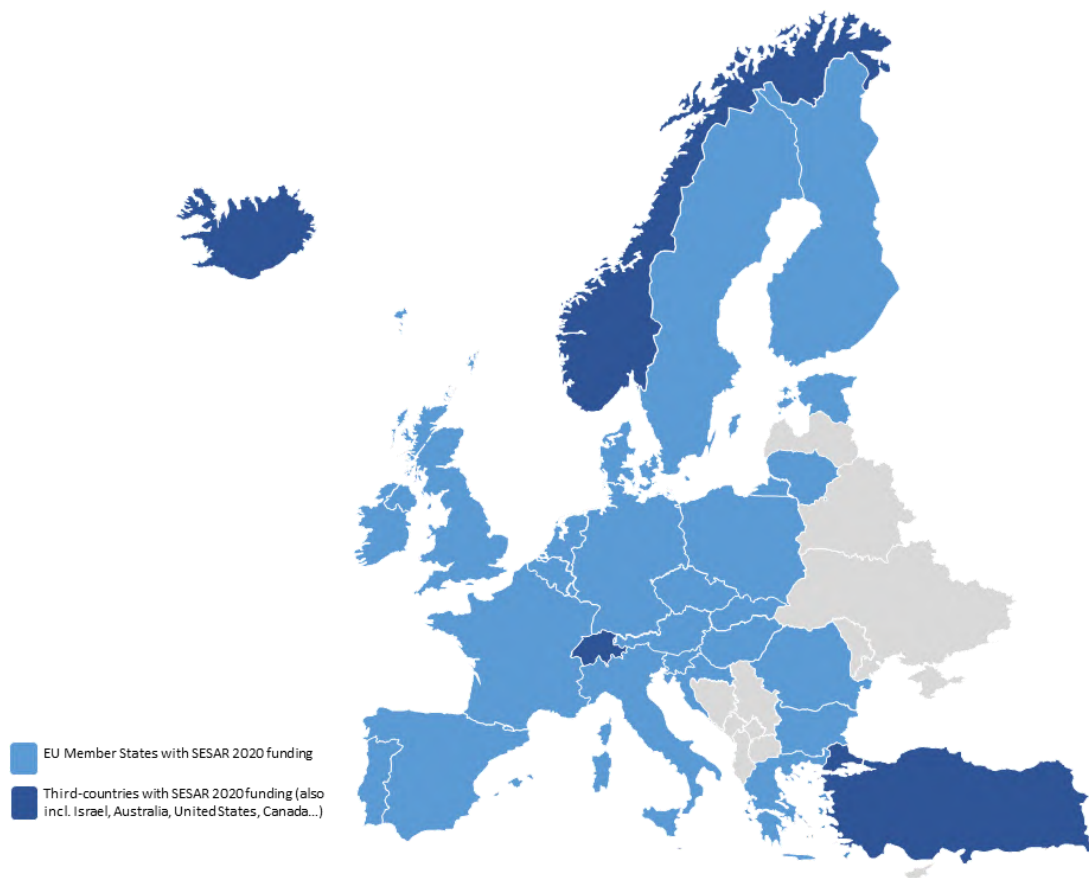 EU Member States with SESAR 2020 funding
Third-countries with SESAR 2020 funding (also
incl. Israel, Australia, United States, Canada...)